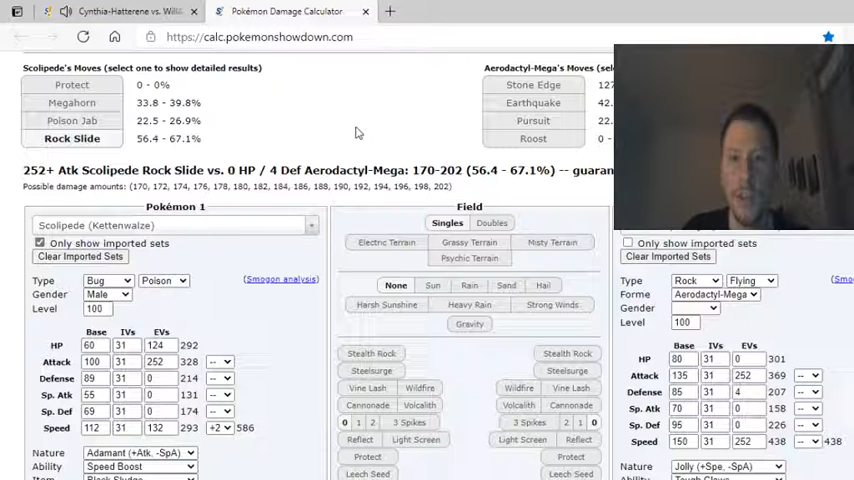 Cynthia-Hatterene vs. Will
Pokémon Damage Calculator
https://calc.pokemonshowdown.com
Scolipede's Moves (select one to show detailed results)
Protect 0 - 0%
Megahorn 33.8 - 39.8%
Poison Jab 22.5 - 26.9%
Rock Slide 56.4 - 67.1%
Aerodactyl-Mega's Moves (sele
Stone Edge 127
Earthquake 42.
Pursuit 22.
Roost 0 -
252+ Atk Scolipede Rock Slide vs. 0 HP / 4 Def Aerodactyl-Mega: 170-202 (56.4 - 67.1%) -- guaran
Possible damage amounts: (170, 172, 174, 176, 178, 180, 182, 184, 186, 188, 190, 192, 194, 196, 198, 202)
Pokémon 1
Scolipede (Kettenwalze)
Only show imported sets
Clear Imported Sets
Type Bug Poison (Smogon analysis)
Gender Male
Level 100
Base IVs EVs
HP 60 31 124 292
Attack 100 31 252 328 --
Defense 89 31 0 214 --
Sp. Atk 55 31 0 131 --
Sp. Def 69 31 0 174 --
Speed 112 31 132 293 +2 586
Nature Adamant (+Atk, -SpA)
Ability Speed Boost
Item Black Sludge
Field
Singles Doubles
Electric Terrain Grassy Terrain Misty Terrain
Psychic Terrain
None Sun Rain Sand Hail
Harsh Sunshine Heavy Rain Strong Winds
Gravity
Stealth Rock Stealth Rock
Steelsurge Steelsurge
Vine Lash Wildfire Wildfire Vine Lash
Cannonade Volcalith Volcalith Cannonade
0 1 2 3 Spikes 3 Spikes 2 1 0
Reflect Light Screen Light Screen Reflect
Protect Protect
Leech Seed Leech Seed
Only show imported sets
Clear Imported Sets
Type Rock Flying (Smo
Forme Aerodactyl-Mega
Gender
Level 100
Base IVs EVs
HP 80 31 0 301
Attack 135 31 252 369 --
Defense 85 31 4 207 --
Sp. Atk 70 31 0 158 --
Sp. Def 95 31 0 226 --
Speed 150 31 252 438 -- 438
Nature Jolly (+Spe, -SpA)
Ability Tough Claws